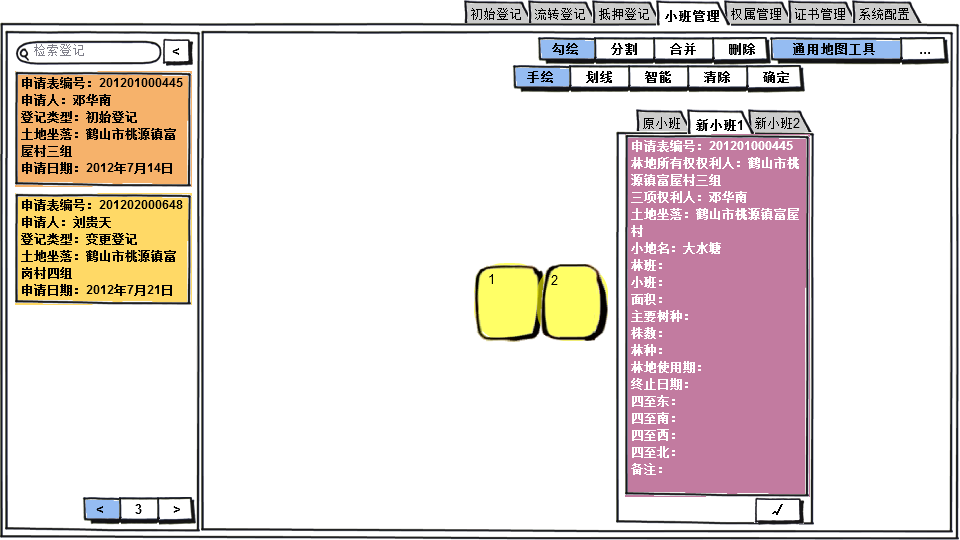 初始登记 流转登记 抵押登记 小班管理 权属管理 证书管理 系统配置
检索登记 <
申请表编号：201201000445
申请人：邓华南
登记类型：初始登记
土地坐落：鹤山市桃源镇富
屋村三组
申请日期：2012年7月14日
申请表编号：201202000648
申请人：刘贵天
登记类型：变更登记
土地坐落：鹤山市桃源镇富
岗村四组
申请日期：2012年7月21日
< 3 >
勾绘 分割 合并 删除 通用地图工具 ...
手绘 划线 智能 清除 确定
1 2
原小班 新小班1 新小班2
申请表编号：201201000445
林地所有权权利人：鹤山市桃
源镇富屋村三组
三项权利人：邓华南
土地坐落：鹤山市桃源镇富屋
村
小地名：大水塘
林班：
小班：
面积：
主要树种：
株数：
林种：
林地使用期：
终止日期：
四至东：
四至南：
四至西：
四至北：
备注：
√